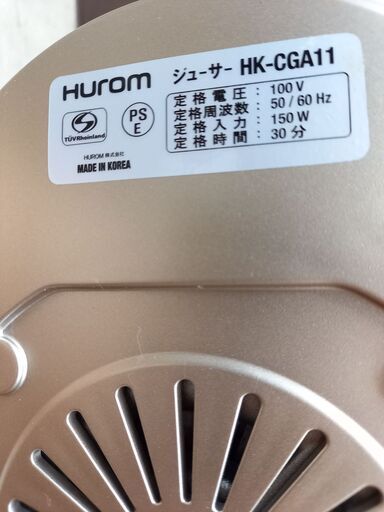 HUROM ジューサー HK-CGA11
定格電圧: 100 V
定格周波数: 50 / 60 Hz
定格入力: 150 W
定格時間: 30 分
S
TÜVRheinland
PS
E
HUROM 株式会社
MADE IN KOREA